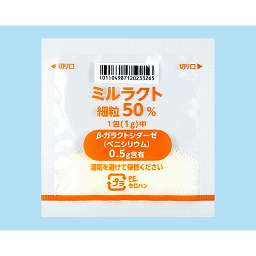 切り口 切り口
(01)04987120233265
ミルラクト
細粒50%
1包(1g)中
β-ガラクトシダーゼ
(ペニシリウム)
0.5g含有
湿気を避けて保管ください
プラ
PE,
セロハン